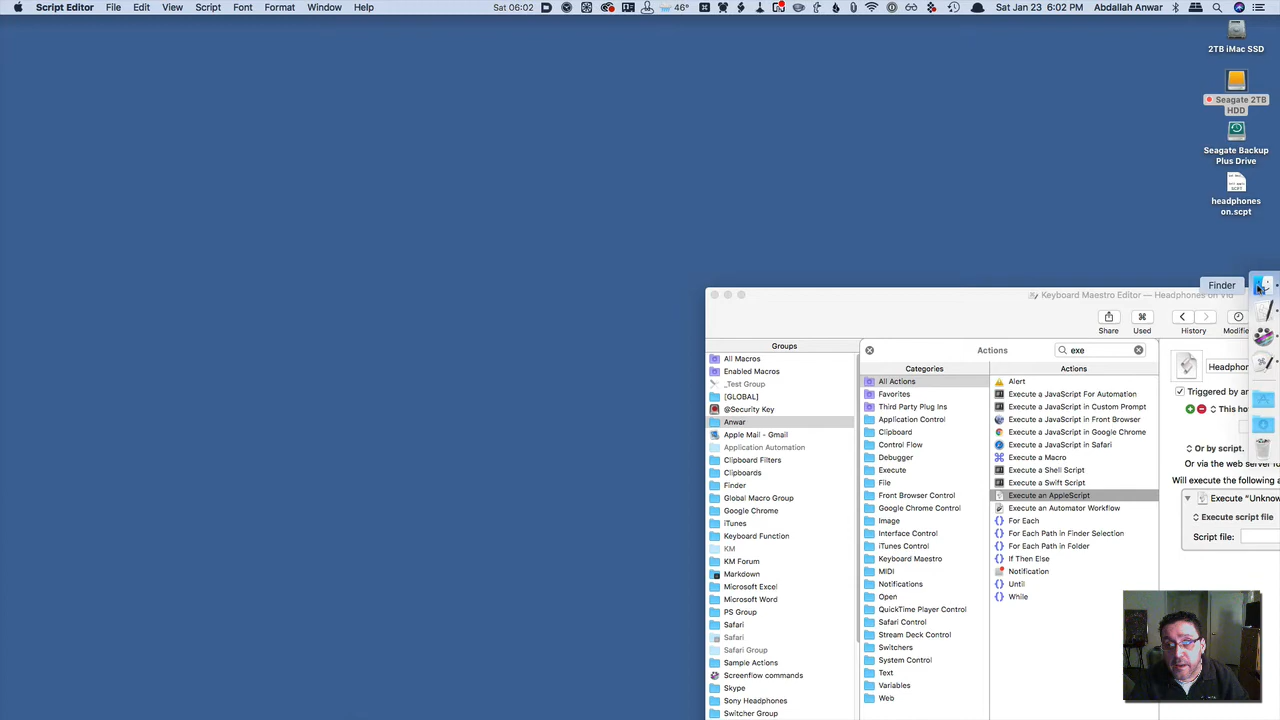 Script Editor File Edit View Script Font Format Window Help Sat 06:02 46° Sat Jan 23 6:02 PM Abdallah Anwar
2TB iMac SSD
Seagate 2TB
HDD
Seagate Backup
Plus Drive
headphones
on.scpt
Finder
Keyboard Maestro Editor — Headphones on Vid
Share Used History Modifie
Groups
All Macros
Enabled Macros
_Test Group
[GLOBAL]
@Security Key
Anwar
Apple Mail - Gmail
Application Automation
Clipboard Filters
Clipboards
Finder
Global Macro Group
Google Chrome
iTunes
Keyboard Function
KM
KM Forum
Markdown
Microsoft Excel
Microsoft Word
PS Group
Safari
Safari
Safari Group
Sample Actions
Screenflow commands
Skype
Sony Headphones
Switcher Group
Actions
exe
Categories
All Actions
Favorites
Third Party Plug Ins
Application Control
Clipboard
Control Flow
Debugger
Execute
File
Front Browser Control
Google Chrome Control
Image
Interface Control
iTunes Control
Keyboard Maestro
MIDI
Notifications
Open
QuickTime Player Control
Safari Control
Stream Deck Control
Switchers
System Control
Text
Variables
Web
Actions
Alert
Execute a JavaScript For Automation
Execute a JavaScript in Custom Prompt
Execute a JavaScript in Front Browser
Execute a JavaScript in Google Chrome
Execute a JavaScript in Safari
Execute a Macro
Execute a Shell Script
Execute a Swift Script
Execute an AppleScript
Execute an Automator Workflow
For Each
For Each Path in Finder Selection
For Each Path in Folder
If Then Else
Notification
Until
While
Headphon
Triggered by an
This ho
Or by script.
Or via the web server f
Will execute the following a
Execute "Unknow
Execute script file
Script file: